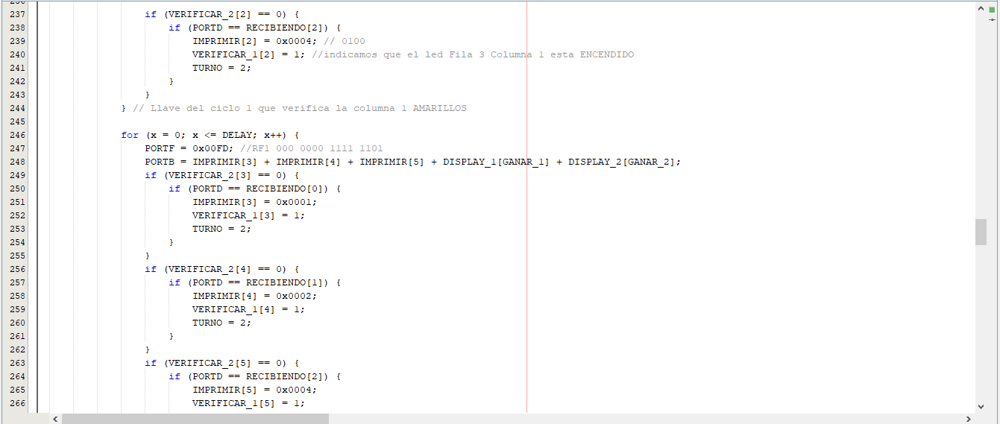 237 if (VERIFICAR_2[2] == 0) {
238 if (PORTD == RECIBIENDO[2]) {
239 IMPRIMIR[2] = 0x0004; // 0100
240 VERIFICAR_1[2] = 1; //indicamos que el led Fila 3 Columna 1 esta ENCENDIDO
241 TURNO = 2;
242 }
243 }
244 } // Llave del ciclo 1 que verifica la columna 1 AMARILLOS
245
246 for (x = 0; x <= DELAY; x++) {
247 PORTF = 0x00FD; //RF1 000 0000 1111 1101
248 PORTB = IMPRIMIR[3] + IMPRIMIR[4] + IMPRIMIR[5] + DISPLAY_1[GANAR_1] + DISPLAY_2[GANAR_2];
249 if (VERIFICAR_2[3] == 0) {
250 if (PORTD == RECIBIENDO[0]) {
251 IMPRIMIR[3] = 0x0001;
252 VERIFICAR_1[3] = 1;
253 TURNO = 2;
254 }
255 }
256 if (VERIFICAR_2[4] == 0) {
257 if (PORTD == RECIBIENDO[1]) {
258 IMPRIMIR[4] = 0x0002;
259 VERIFICAR_1[4] = 1;
260 TURNO = 2;
261 }
262 }
263 if (VERIFICAR_2[5] == 0) {
264 if (PORTD == RECIBIENDO[2]) {
265 IMPRIMIR[5] = 0x0004;
266 VERIFICAR_1[5] = 1;